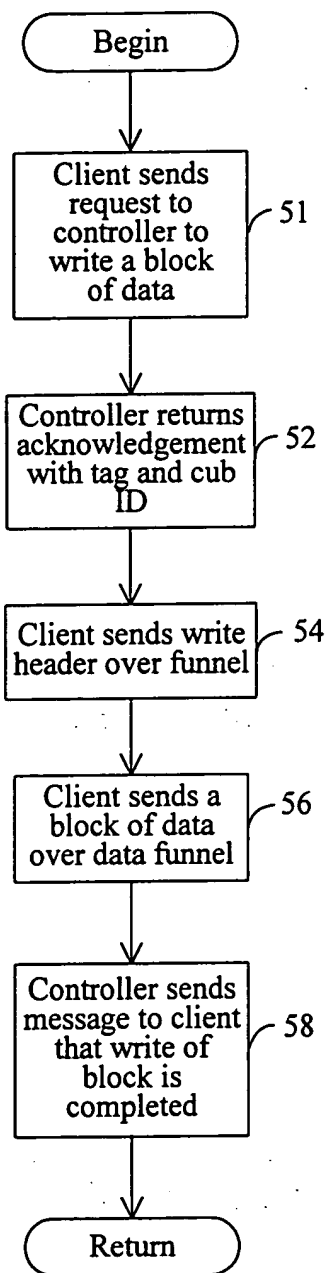 Begin
Client sends
request to
controller to
write a block
of data
51
Controller returns
acknowledgement
with tag and cub
ID
52
Client sends write
header over funnel
54
Client sends a
block of data
over data funnel
56
Controller sends
message to client
that write of
block is
completed
58
Return